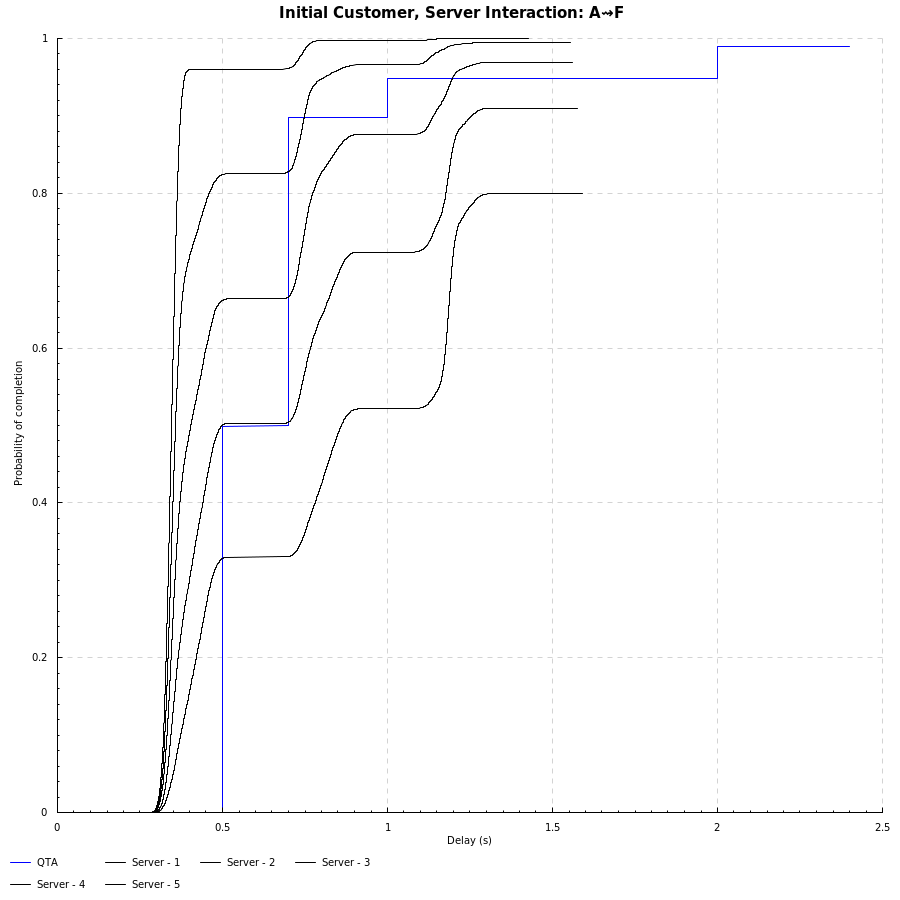 Initial Customer, Server Interaction: A⇝F
1
0.8
0.6
0.4
0.2
0
Probability of completion
0 0.5 1 1.5 2 2.5
Delay (s)
QTA Server - 1 Server - 2 Server - 3
Server - 4 Server - 5